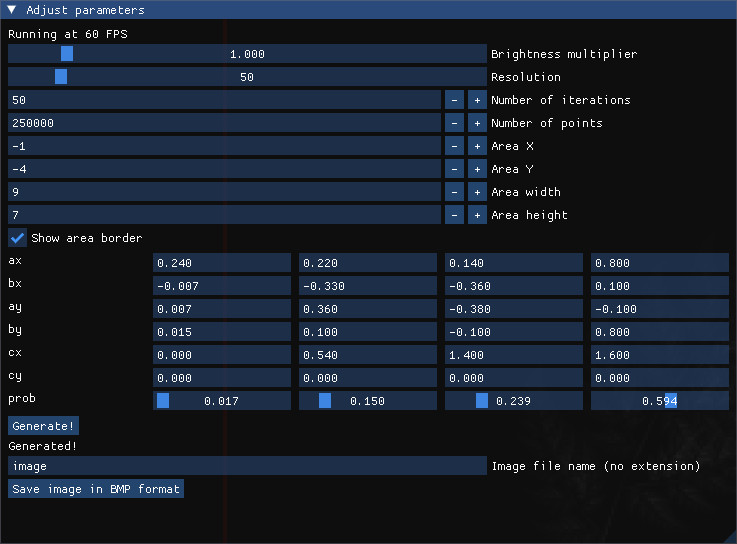 Adjust parameters
Running at 60 FPS
1.000 Brightness multiplier
50 Resolution
50 - + Number of iterations
250000 - + Number of points
-1 - + Area X
-4 - + Area Y
9 - + Area width
7 - + Area height
Show area border
ax 0.240 0.220 0.140 0.800
bx -0.007 -0.330 -0.360 0.100
ay 0.007 0.360 -0.380 -0.100
by 0.015 0.100 -0.100 0.800
cx 0.000 0.540 1.400 1.600
cy 0.000 0.000 0.000 0.000
prob 0.017 0.150 0.239 0.594
Generate!
Generated!
image Image file name (no extension)
Save image in BMP format